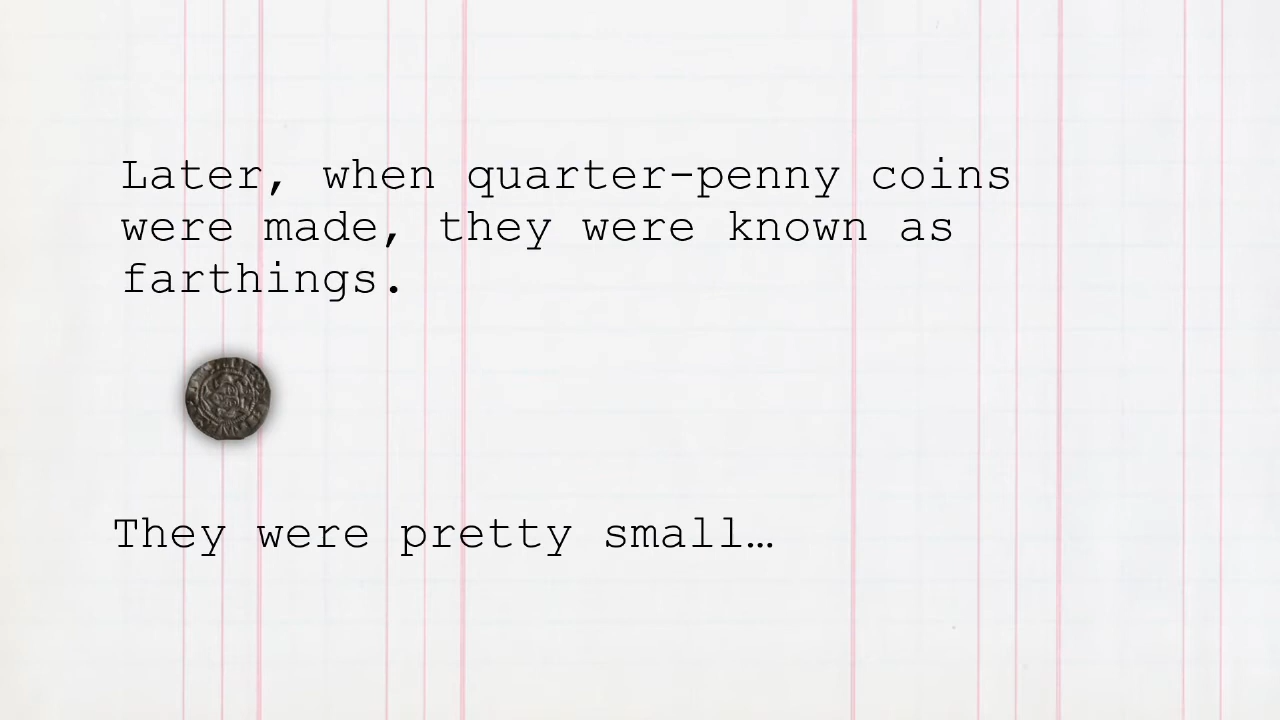 Later, when quarter-penny coins
were made, they were known as
farthings.
They were pretty small…